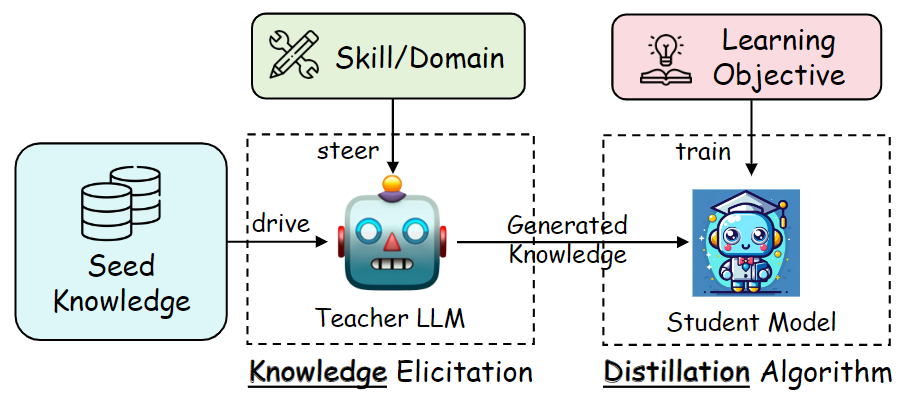 Skill/Domain
Learning
Objective
steer
train
drive
Generated
Knowledge
Seed
Knowledge
Teacher LLM
Student Model
Knowledge Elicitation
Distillation Algorithm